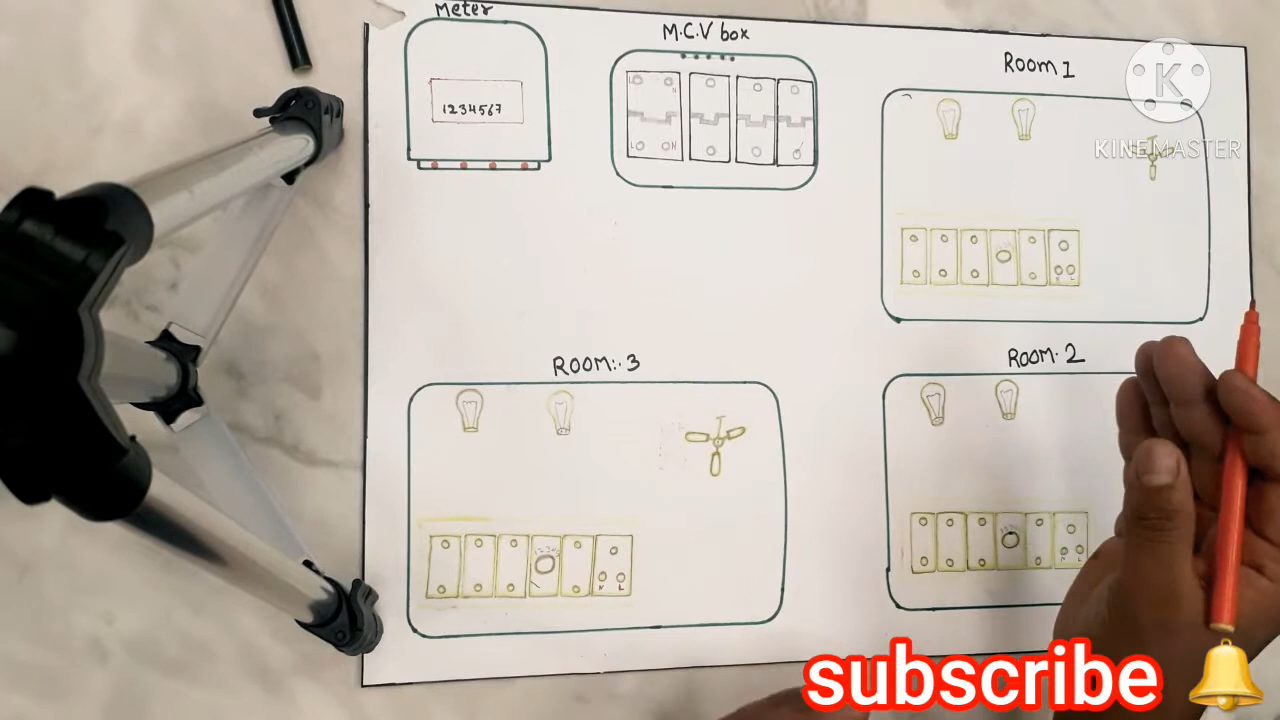 Meter
1234567
M.C.V box
L
N
L
N
Room 1
K
KINEMASTER
N L
ROOM:. 3
N L
ROOM. 2
N L
subscribe